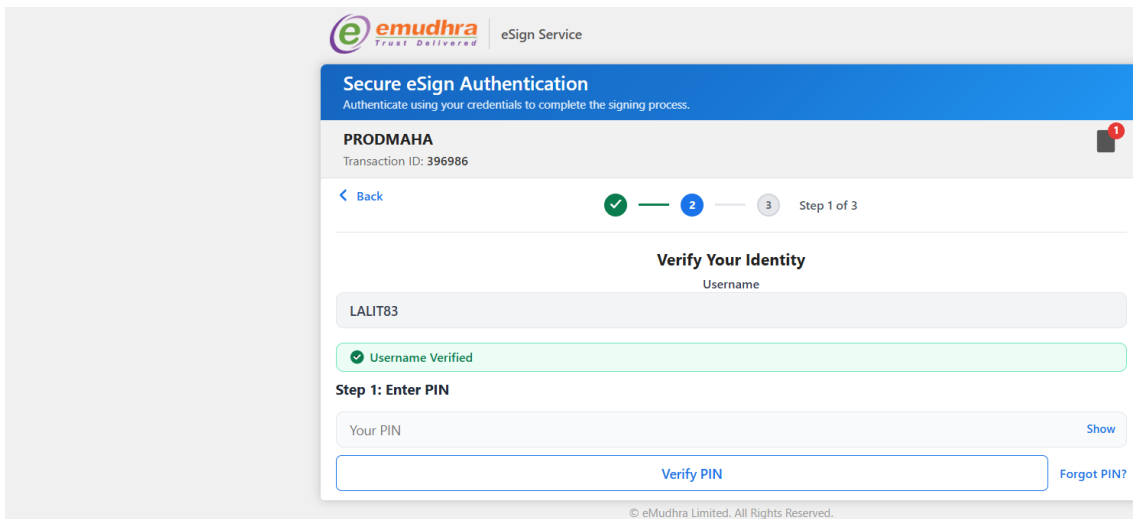 emudhra
Trust Delivered
eSign Service
Secure eSign Authentication
Authenticate using your credentials to complete the signing process.
PRODMAHA
1
Transaction ID: 396986
Back
2
3
Step 1 of 3
Verify Your Identity
Username
LALIT83
Username Verified
Step 1: Enter PIN
Your PIN
Show
Verify PIN
Forgot PIN?
© eMudhra Limited. All Rights Reserved.